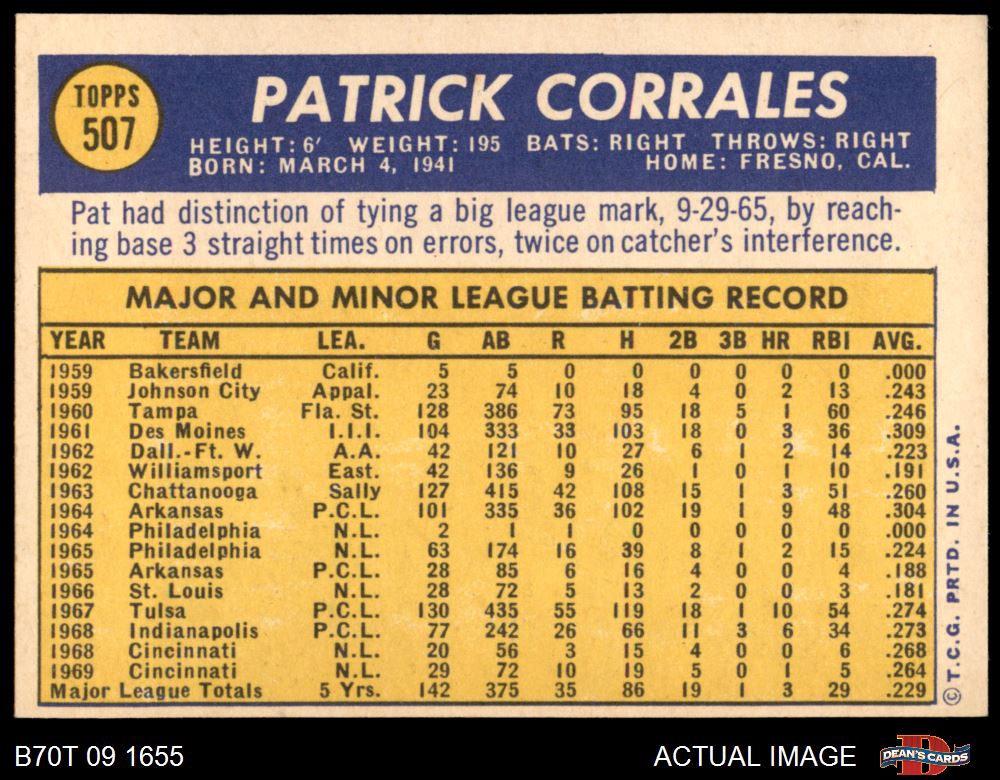 TOPPS
507
PATRICK CORRALES
HEIGHT: 6′ WEIGHT: 195 BATS: RIGHT THROWS: RIGHT
BORN: MARCH 4, 1941 HOME: FRESNO, CAL.
Pat had distinction of tying a big league mark, 9-29-65, by reach-
ing base 3 straight times on errors, twice on catcher's interference.
MAJOR AND MINOR LEAGUE BATTING RECORD
YEAR TEAM LEA. G AB R H 2B 3B HR RBI AVG.
1959 Bakersfield Calif. 5 5 0 0 0 0 0 0 .000
1959 Johnson City Appal. 23 74 10 18 4 0 2 13 .243
1960 Tampa Fla. St. 128 386 73 95 18 5 1 60 .246
1961 Des Moines I.I.I. 104 333 33 103 18 0 3 36 .309
1962 Dall.-Ft. W. A.A. 42 121 10 27 6 1 2 14 .223
1962 Williamsport East. 42 136 9 26 1 0 1 10 .191
1963 Chattanooga Sally 127 415 42 108 15 1 3 51 .260
1964 Arkansas P.C.L. 101 335 36 102 19 1 9 48 .304
1964 Philadelphia N.L. 2 1 1 0 0 0 0 0 .000
1965 Philadelphia N.L. 63 174 16 39 8 1 2 15 .224
1965 Arkansas P.C.L. 28 85 6 16 4 0 0 4 .188
1966 St. Louis N.L. 28 72 5 13 2 0 0 3 .181
1967 Tulsa P.C.L. 130 435 55 119 18 1 10 54 .274
1968 Indianapolis P.C.L. 77 242 26 66 11 3 6 34 .273
1968 Cincinnati N.L. 20 56 3 15 4 0 0 6 .268
1969 Cincinnati N.L. 29 72 10 19 5 0 1 5 .264
Major League Totals 5 Yrs. 142 375 35 86 19 1 3 29 .229
© T.C.G. PRTD. IN U.S.A.
B70T 09 1655 ACTUAL IMAGE
DEAN'S CARDS